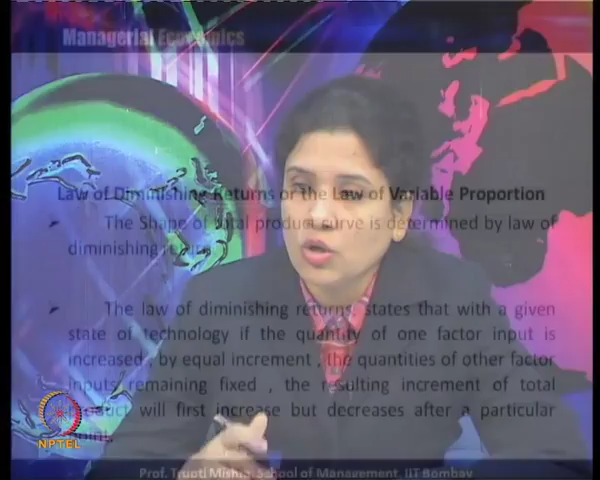 Managerial Economics
Law of Diminishing Returns or the Law of Variable Proportion
The Shape of total product curve is determined by law of
diminishing returns
The law of diminishing returns states that with a given
state of technology if the quantity of one factor input is
increased , by equal increment , the quantities of other factor
inputs remaining fixed , the resulting increment of total
product will first increase but decreases after a particular
point.
NPTEL
Prof. Trupti Mishra, School of Management, IIT Bombay